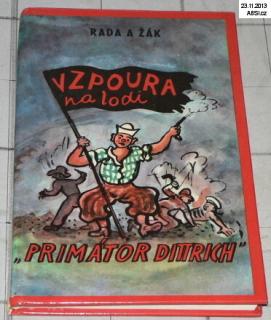 23.11.2013
ABSI.cz
RADA A ŽÁK
VZPOURA
na lodi
„PRIMÁTOR DITTRICH"